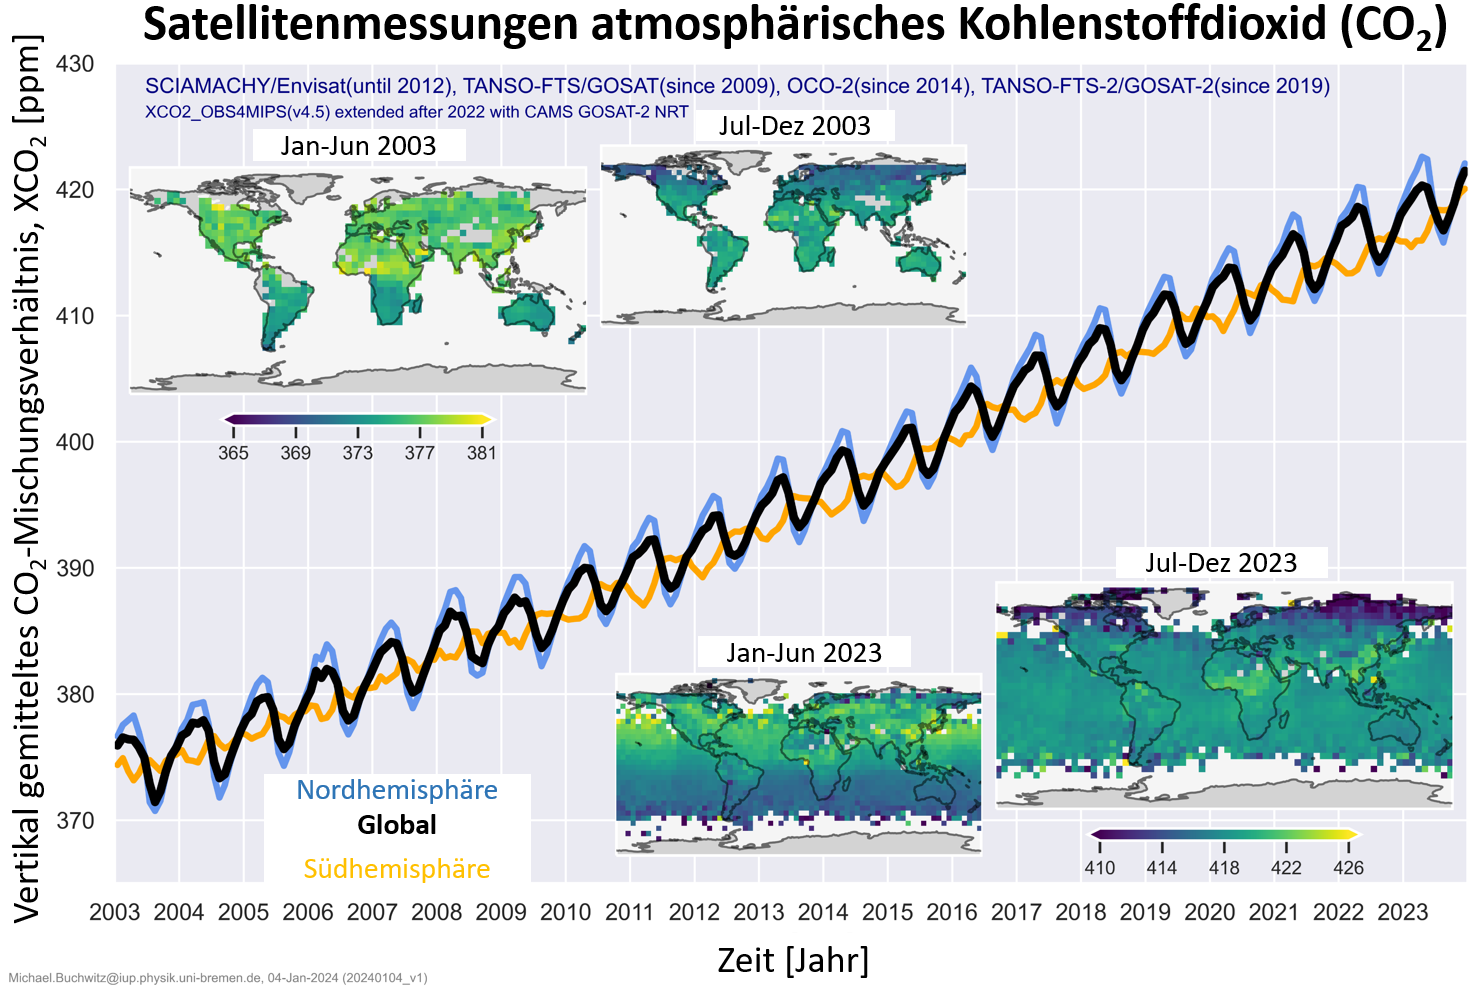 Satellitenmessungen atmosphärisches Kohlenstoffdioxid (CO₂)
Vertikal gemitteltes CO₂-Mischungsverhältnis, XCO₂ [ppm]
430
420
410
400
390
380
370
SCIAMACHY/Envisat(until 2012), TANSO-FTS/GOSAT(since 2009), OCO-2(since 2014), TANSO-FTS-2/GOSAT-2(since 2019)
XCO2_OBS4MIPS(v4.5) extended after 2022 with CAMS GOSAT-2 NRT
Jan-Jun 2003
Jul-Dez 2003
365 369 373 377 381
Jul-Dez 2023
Jan-Jun 2023
410 414 418 422 426
Nordhemisphäre
Global
Südhemisphäre
2003 2004 2005 2006 2007 2008 2009 2010 2011 2012 2013 2014 2015 2016 2017 2018 2019 2020 2021 2022 2023
Zeit [Jahr]
Michael.Buchwitz@iup.physik.uni-bremen.de, 04-Jan-2024 (20240104_v1)